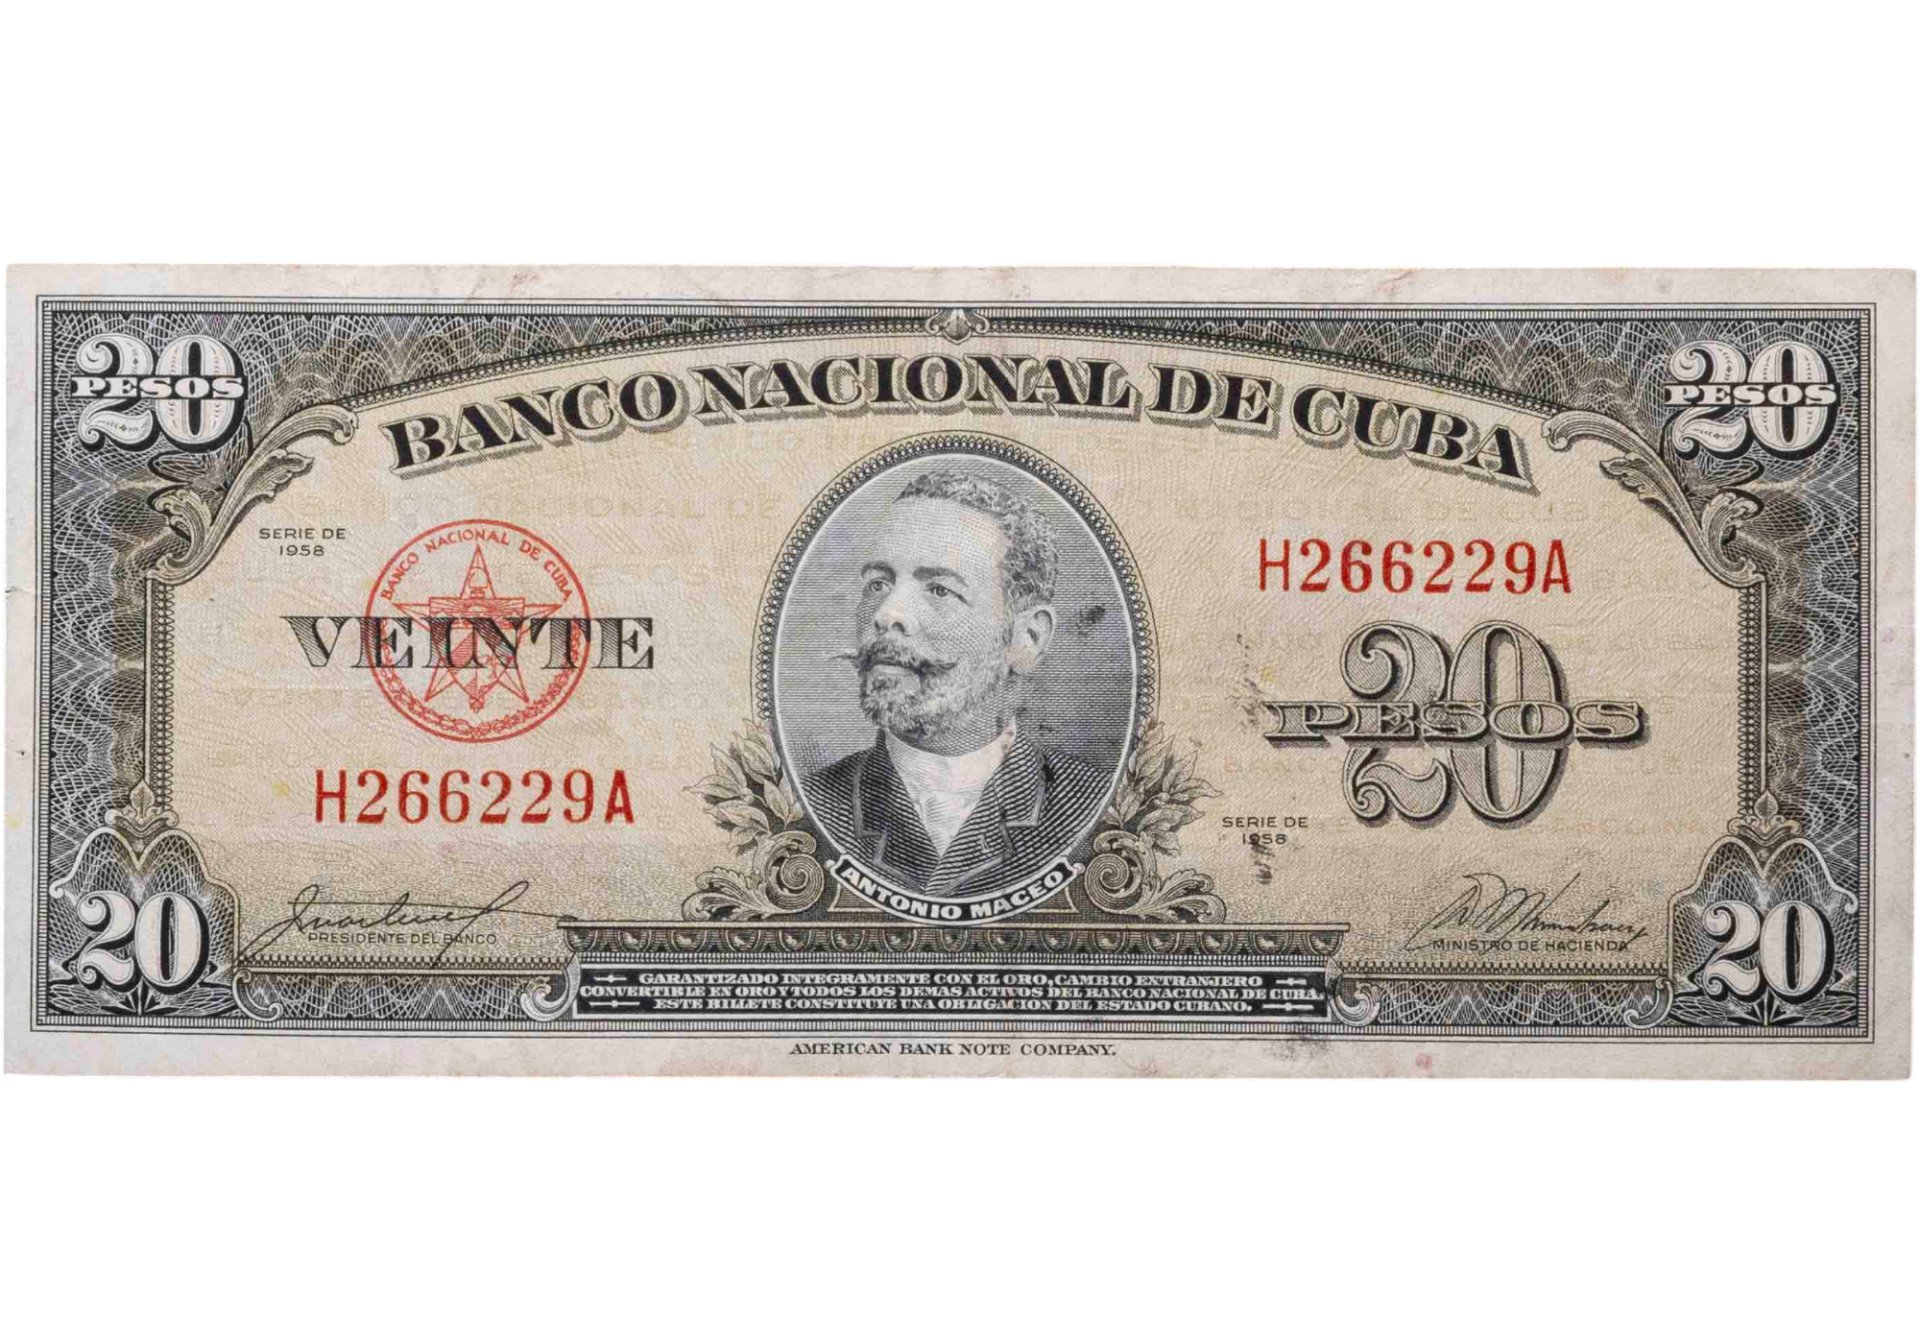 20
PESOS
20
PESOS
BANCO NACIONAL DE CUBA
SERIE DE
1958
BANCO NACIONAL DE CUBA
VEINTE
H266229A
H266229A
20
PESOS
SERIE DE
1958
ANTONIO MACEO
PRESIDENTE DEL BANCO
MINISTRO DE HACIENDA
20
20
GARANTIZADO INTEGRAMENTE CON EL ORO, CAMBIO EXTRANJERO
CONVERTIBLE EN ORO Y TODOS LOS DEMAS ACTIVOS DEL BANCO NACIONAL DE CUBA.
ESTE BILLETE CONSTITUYE UNA OBLIGACION DEL ESTADO CUBANO.
AMERICAN BANK NOTE COMPANY.